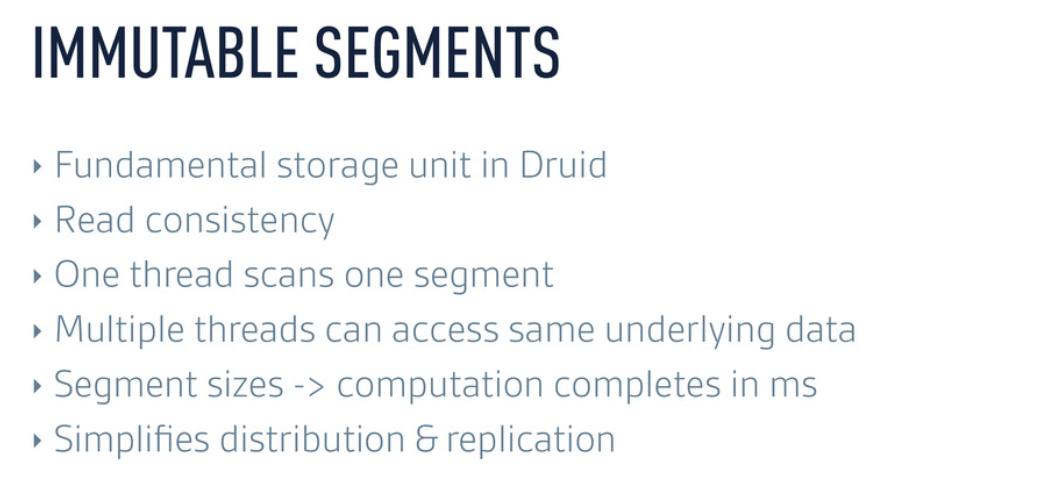 IMMUTABLE SEGMENTS
‣ Fundamental storage unit in Druid
‣ Read consistency
‣ One thread scans one segment
‣ Multiple threads can access same underlying data
‣ Segment sizes -> computation completes in ms
‣ Simplifies distribution & replication